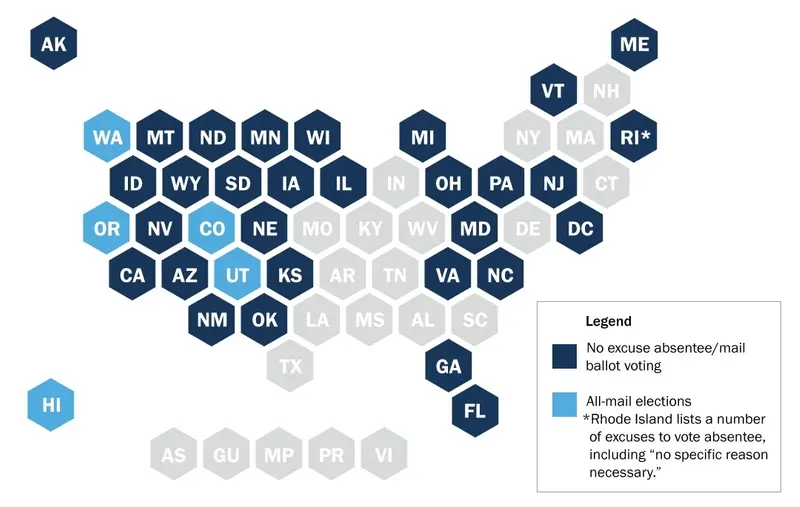 AK
ME
VT
NH
WA
MT
ND
MN
WI
MI
NY
MA
RI*
ID
WY
SD
IA
IL
IN
OH
PA
NJ
CT
OR
NV
CO
NE
MO
KY
WV
MD
DE
DC
CA
AZ
UT
KS
AR
TN
VA
NC
NM
OK
LA
MS
AL
SC
TX
GA
HI
FL
AS
GU
MP
PR
VI
Legend
No excuse absentee/mail
ballot voting
All-mail elections
*Rhode Island lists a number
of excuses to vote absentee,
including “no specific reason
necessary.”